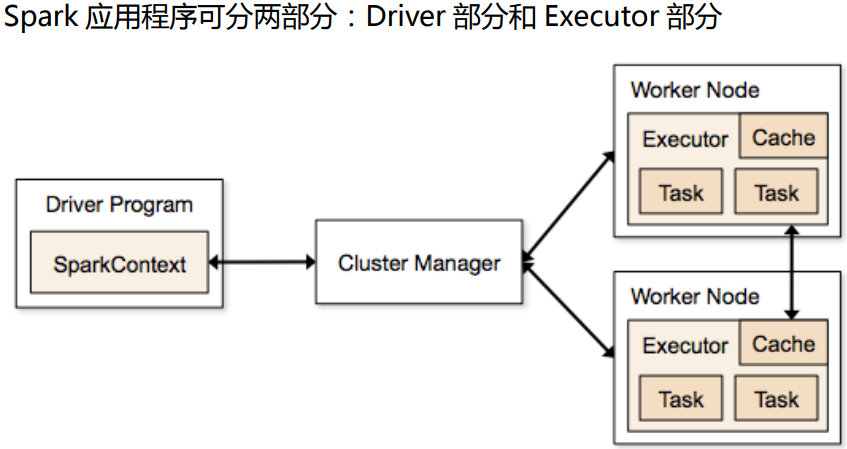 Spark 应用程序可分两部分：Driver 部分和 Executor 部分
Driver Program
SparkContext
Cluster Manager
Worker Node
Executor
Cache
Task
Task
Worker Node
Executor
Cache
Task
Task